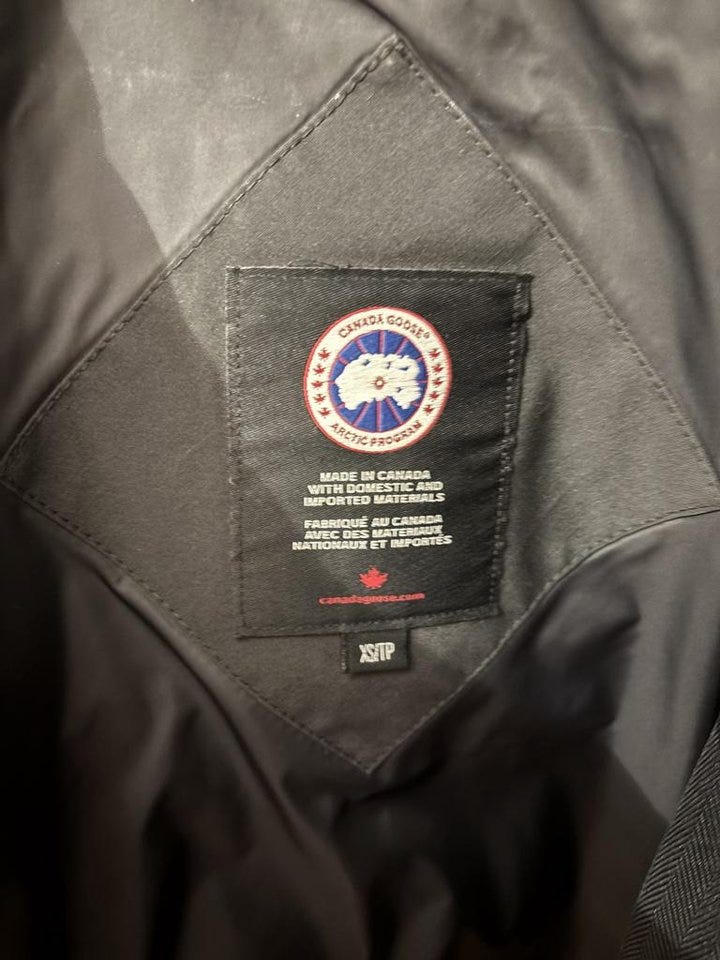 CANADA GOOSE®
ARCTIC PROGRAM
MADE IN CANADA
WITH DOMESTIC AND
IMPORTED MATERIALS
FABRIQUÉ AU CANADA
AVEC DES MATERIAUX
NATIONAUX ET IMPORTÉS
canadagoose.com
XS/TP